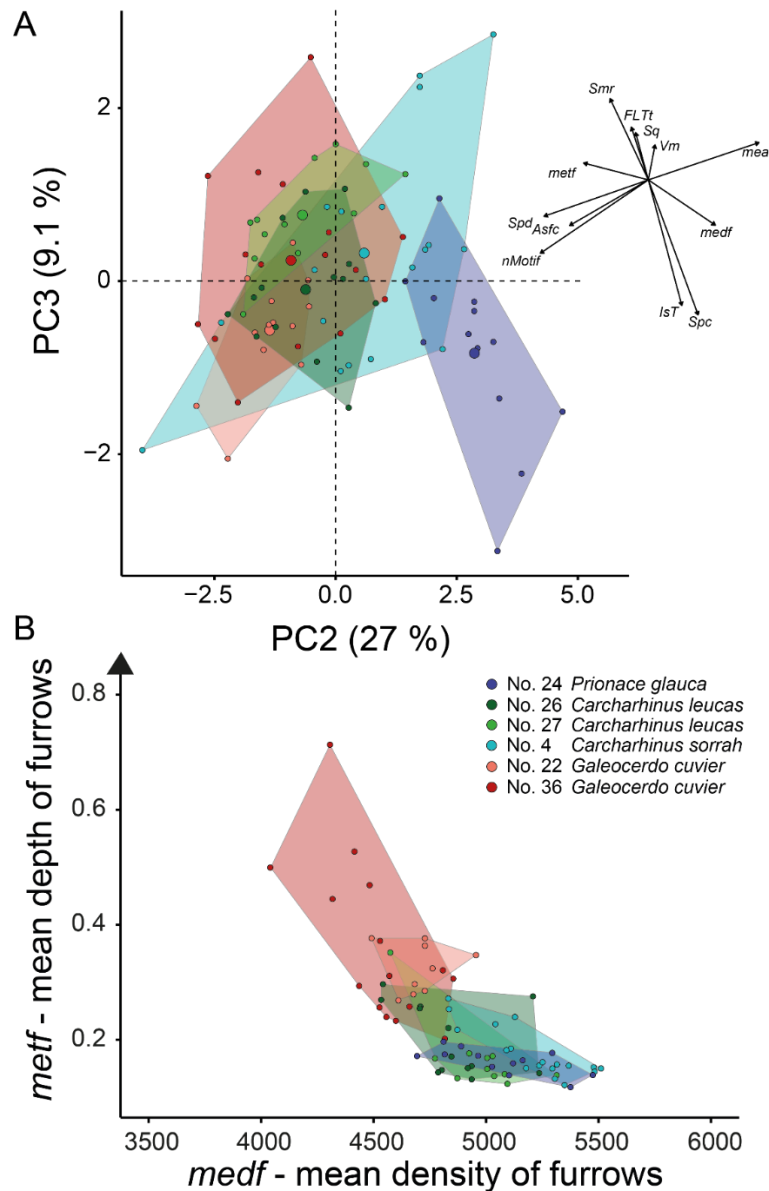 A
2
0
−2
PC3 (9.1 %)
−2.5 0.0 2.5 5.0
PC2 (27 %)
Smr
FLTt
Sq
Vm
mea
metf
Spd
Asfc
medf
nMotif
IsT
Spc
B
0.8
0.6
0.4
0.2
metf - mean depth of furrows
No. 24 Prionace glauca
No. 26 Carcharhinus leucas
No. 27 Carcharhinus leucas
No. 4 Carcharhinus sorrah
No. 22 Galeocerdo cuvier
No. 36 Galeocerdo cuvier
3500 4000 4500 5000 5500 6000
medf - mean density of furrows